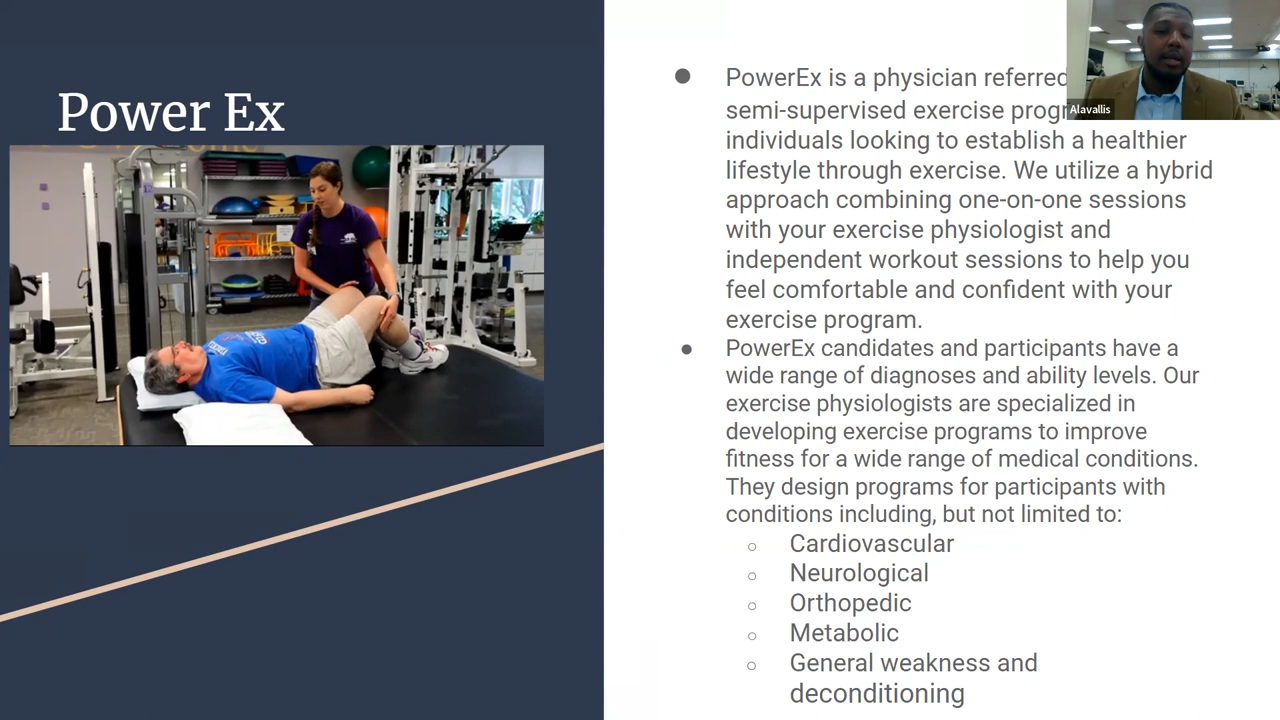 Power Ex
PowerEx is a physician referred
semi-supervised exercise
individuals looking to establish a healthier
lifestyle through exercise. We utilize a hybrid
approach combining one-on-one sessions
with your exercise physiologist and
independent workout sessions to help you
feel comfortable and confident with your
exercise program.
PowerEx candidates and participants have a
wide range of diagnoses and ability levels. Our
exercise physiologists are specialized in
developing exercise programs to improve
fitness for a wide range of medical conditions.
They design programs for participants with
conditions including, but not limited to:
Cardiovascular
Neurological
Orthopedic
Metabolic
General weakness and
deconditioning
Alavallis